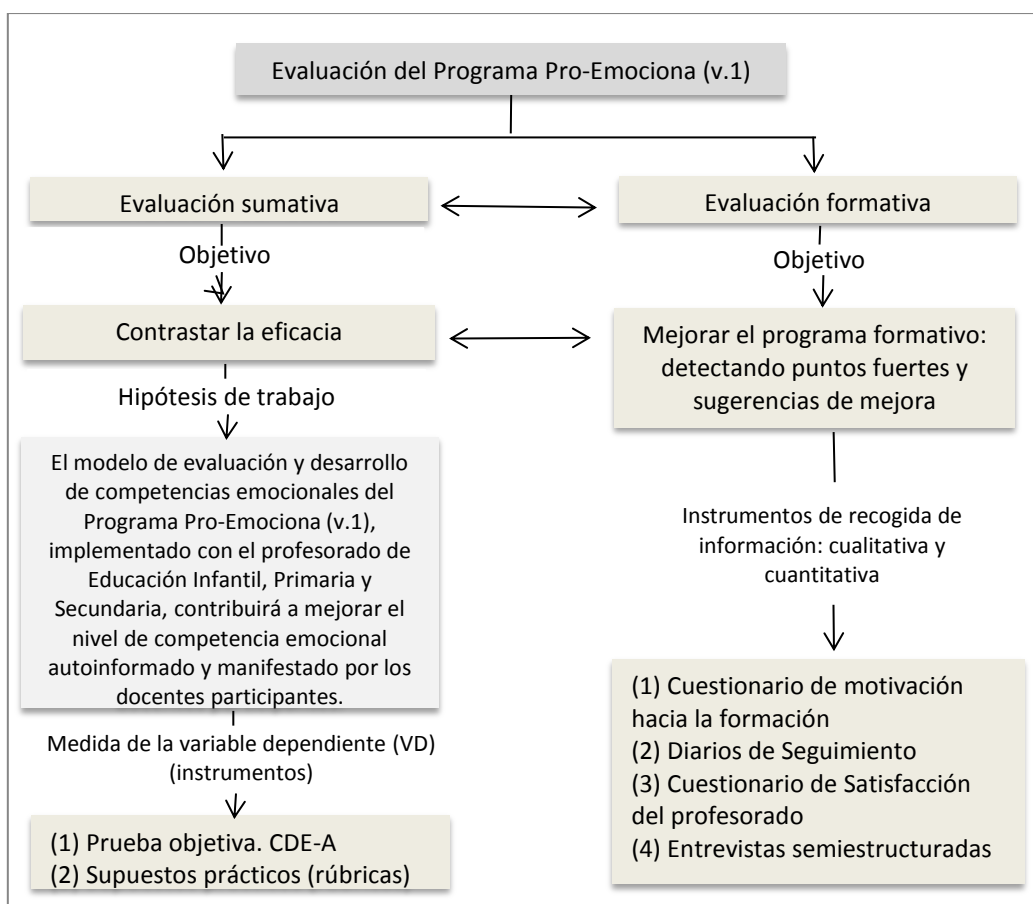 Evaluación del Programa Pro-Emociona (v.1)
Evaluación sumativa
Evaluación formativa
Objetivo
Objetivo
Contrastar la eficacia
Mejorar el programa formativo:
detectando puntos fuertes y
sugerencias de mejora
Hipótesis de trabajo
El modelo de evaluación y desarrollo
de competencias emocionales del
Programa Pro-Emociona (v.1),
implementado con el profesorado de
Educación Infantil, Primaria y
Secundaria, contribuirá a mejorar el
nivel de competencia emocional
autoinformado y manifestado por los
docentes participantes.
Instrumentos de recogida de
información: cualitativa y
cuantitativa
Medida de la variable dependiente (VD)
(instrumentos)
(1) Prueba objetiva. CDE-A
(2) Supuestos prácticos (rúbricas)
(1) Cuestionario de motivación
hacia la formación
(2) Diarios de Seguimiento
(3) Cuestionario de Satisfacción
del profesorado
(4) Entrevistas semiestructuradas